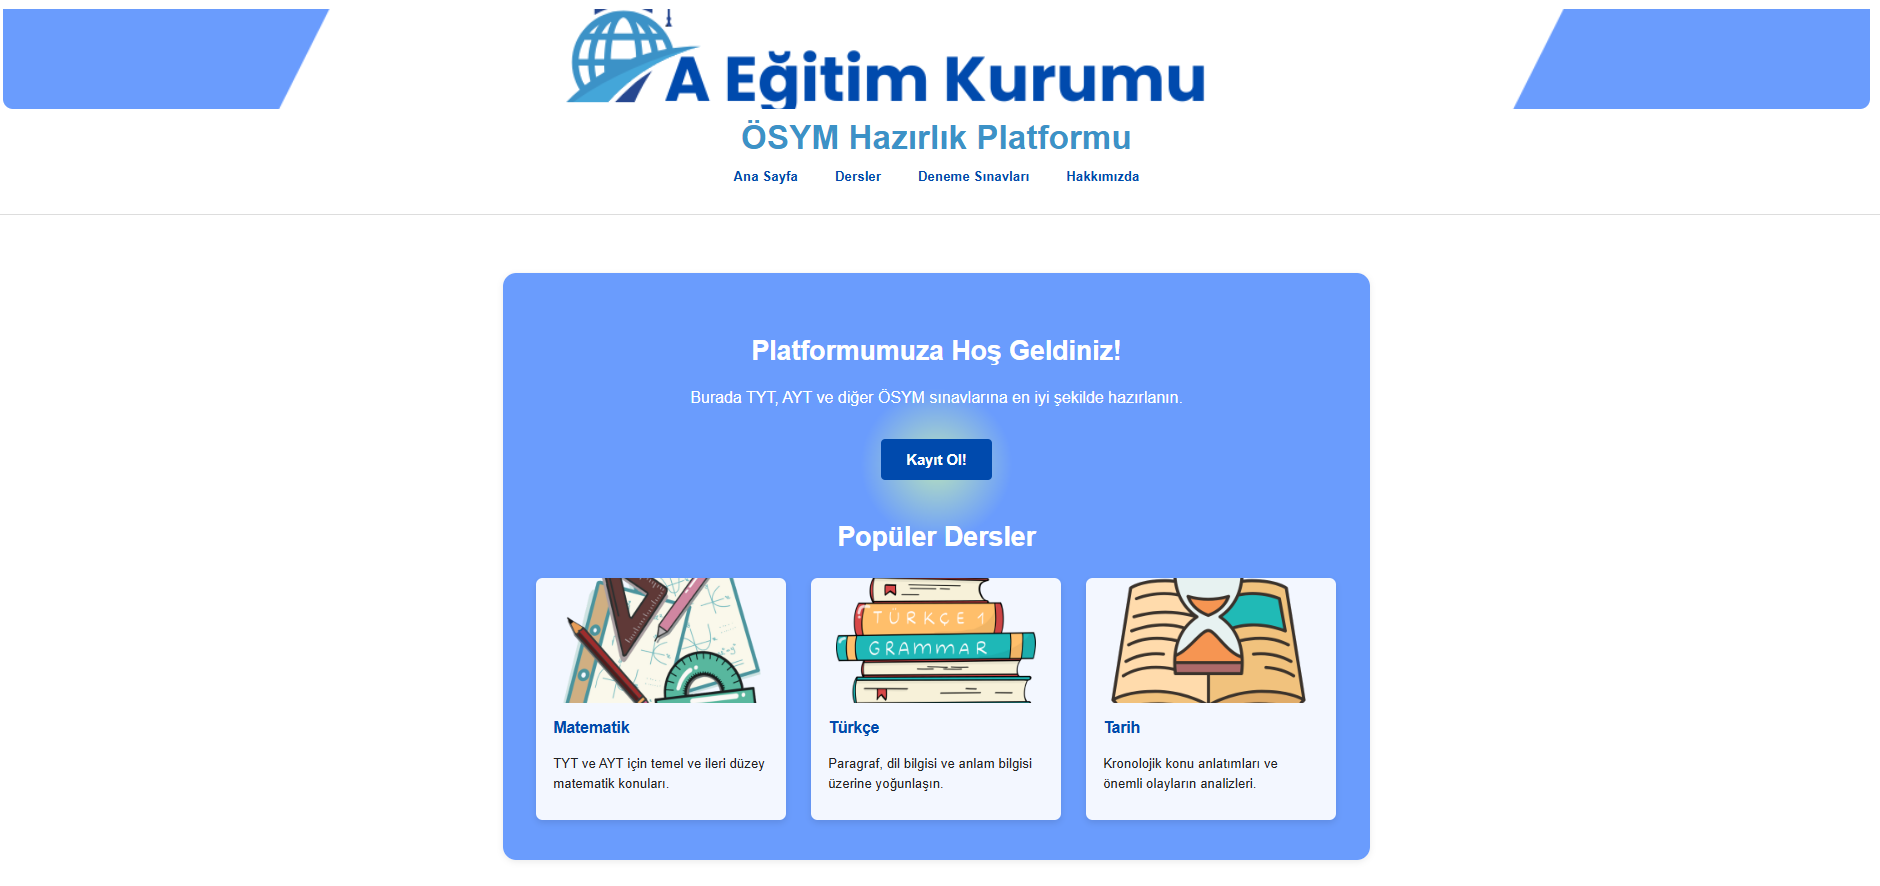 A Eğitim Kurumu
ÖSYM Hazırlık Platformu
Ana Sayfa Dersler Deneme Sınavları Hakkımızda
Platformumuza Hoş Geldiniz!
Burada TYT, AYT ve diğer ÖSYM sınavlarına en iyi şekilde hazırlanın.
Kayıt Ol!
Popüler Dersler
TÜRKÇE 1
GRAMMAR
Matematik
TYT ve AYT için temel ve ileri düzey
matematik konuları.
Türkçe
Paragraf, dil bilgisi ve anlam bilgisi
üzerine yoğunlaşın.
Tarih
Kronolojik konu anlatımları ve
önemli olayların analizleri.